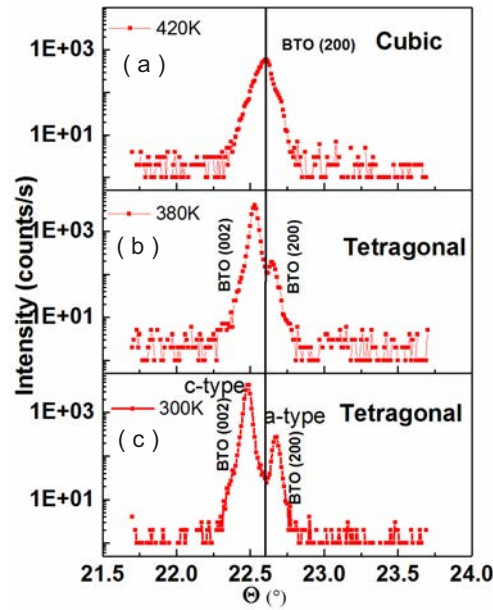 420K
BTO (200)
Cubic
( a )
1E+03
1E+01
380K
( b )
BTO (002)
BTO (200)
Tetragonal
1E+03
1E+01
c-type
a-type
300K
( c )
BTO (002)
BTO (200)
Tetragonal
1E+03
1E+01
Intensity (counts/s)
21.5 22.0 22.5 23.0 23.5 24.0
Θ (°)